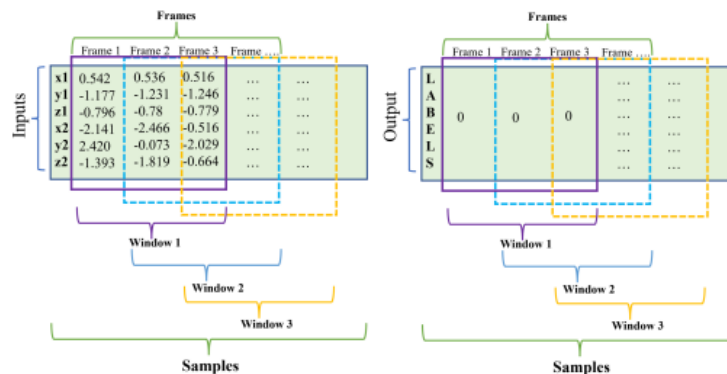 Frames
Frame 1 Frame 2 Frame 3 Frame ….
Inputs
x1 0.542 0.536 0.516 … …
y1 -1.177 -1.231 -1.246 … …
z1 -0.796 -0.78 -0.779 … …
x2 -2.141 -2.466 -0.516 … …
y2 2.420 -0.073 -2.029 … …
z2 -1.393 -1.819 -0.664 … …
Window 1
Window 2
Window 3
Samples
Frames
Frame 1 Frame 2 Frame 3 Frame ….
Output
L … …
A … …
B 0 0 0 … …
E … …
L … …
S … …
Window 1
Window 2
Window 3
Samples